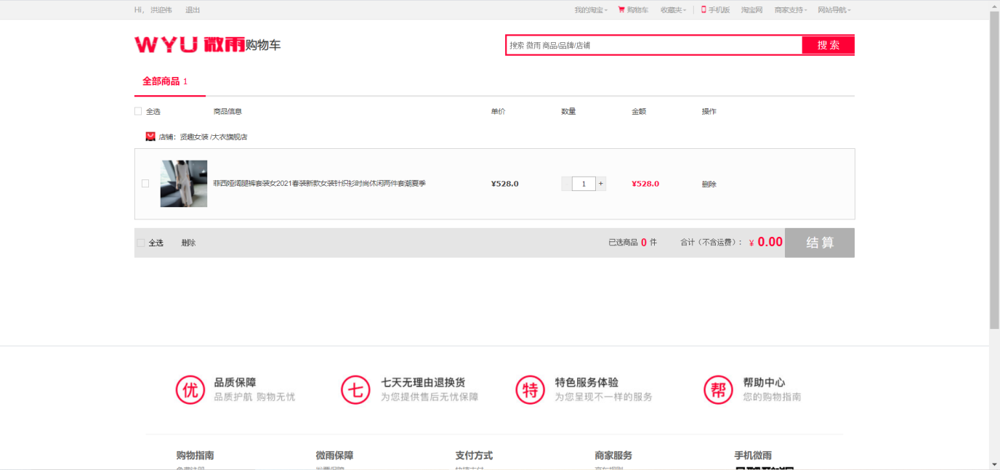 Hi, 洪迎伟 退出 我的淘宝 购物车 收藏夹 手机版 淘宝网 商家支持 网站导航
WYU 微雨购物车
搜索 微雨 商品/品牌/店铺 搜 索
全部商品 1
全选 商品信息 单价 数量 金额 操作
店铺：贤趣女装 /大衣旗舰店
菲西娅阔腿裤套装女2021春装新款女装针织衫时尚休闲两件套潮夏季 ¥528.0 - 1 + ¥528.0 删除
全选 删除 已选商品 0 件 合计（不含运费）： ¥ 0.00 结 算
优 品质保障 七 七天无理由退换货 特 特色服务体验 帮 帮助中心
品质护航 购物无忧 为您提供售后无忧保障 为您呈现不一样的服务 您的购物指南
购物指南 微雨保障 支付方式 商家服务 手机微雨